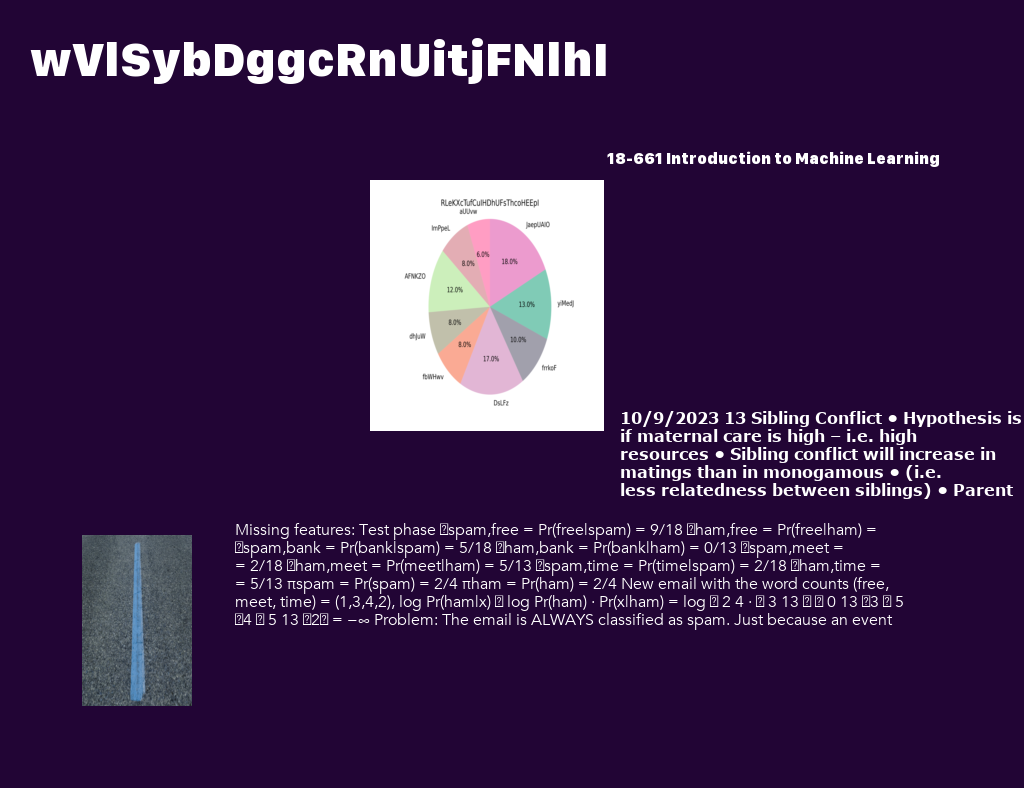 wVlSybDggcRnUitjFNlhI
18-661 Introduction to Machine Learning
RLeKXcTufCuIHDhUFsThcoHEEpI
aUUvw
JaepUAIO
ImPpeL
6.0%
18.0%
8.0%
AFNKZO
12.0%
13.0%
yiMedJ
8.0%
dhJuW
10.0%
8.0%
17.0%
frrkoF
fbWHwv
DsLFz
10/9/2023 13 Sibling Conflict • Hypothesis is
if maternal care is high – i.e. high
resources • Sibling conflict will increase in
matings than in monogamous • (i.e.
less relatedness between siblings) • Parent
Missing features: Test phase spam,free = Pr(free|spam) = 9/18 ham,free = Pr(free|ham) =
spam,bank = Pr(bank|spam) = 5/18 ham,bank = Pr(bank|ham) = 0/13 spam,meet =
= 2/18 ham,meet = Pr(meet|ham) = 5/13 spam,time = Pr(time|spam) = 2/18 ham,time =
= 5/13 πspam = Pr(spam) = 2/4 πham = Pr(ham) = 2/4 New email with the word counts (free,
meet, time) = (1,3,4,2), log Pr(ham|x) log Pr(ham) · Pr(x|ham) = log 2 4 · 3 13 0 13 3 5
4 5 13 2 = −∞ Problem: The email is ALWAYS classified as spam. Just because an event